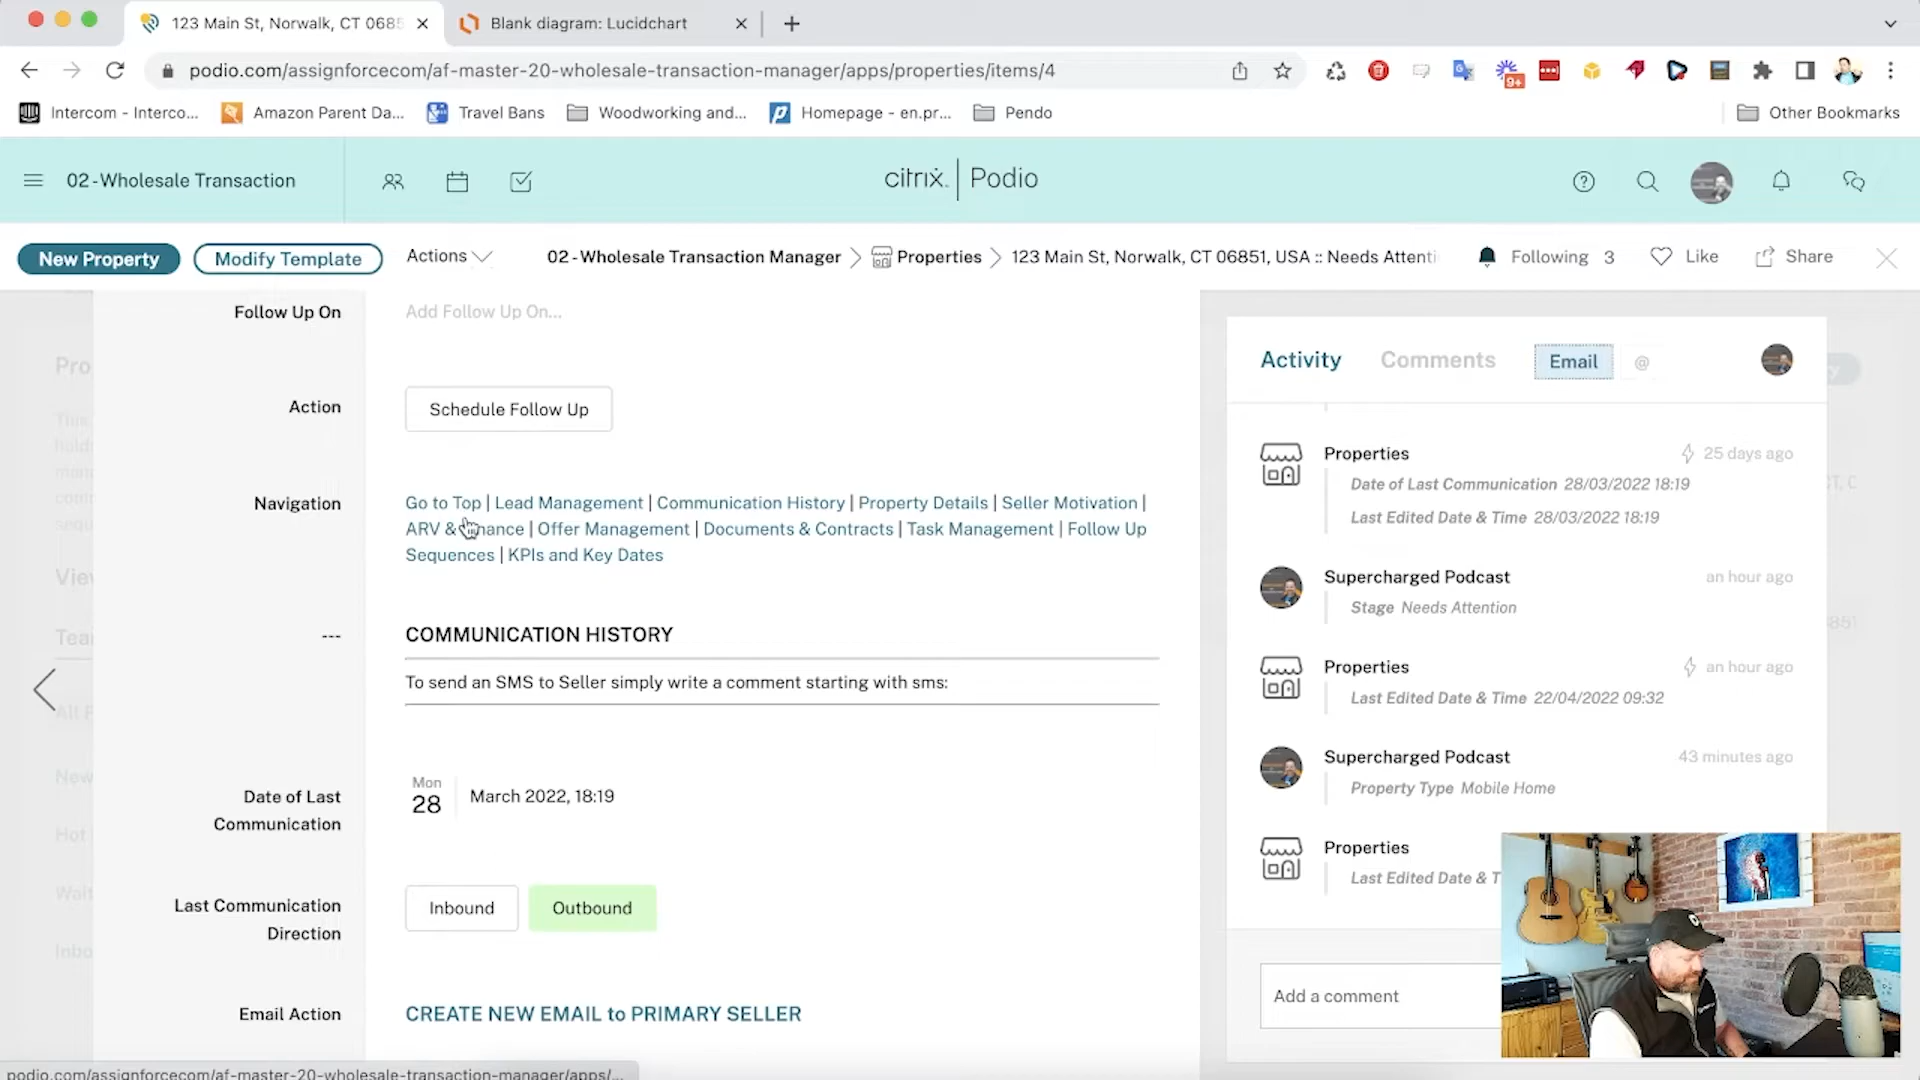 123 Main St, Norwalk, CT 0685
Blank diagram: Lucidchart
podio.com/assignforcecom/af-master-20-wholesale-transaction-manager/apps/properties/items/4
9+
Intercom - Interco...
Amazon Parent Da...
Travel Bans
Woodworking and...
Homepage - en.pr...
Pendo
Other Bookmarks
02 - Wholesale Transaction
citrix. | Podio
New Property
Modify Template
Actions
02 - Wholesale Transaction Manager
Properties
123 Main St, Norwalk, CT 06851, USA :: Needs Attenti
Following 3
Like
Share
Follow Up On
Add Follow Up On...
Action
Schedule Follow Up
Navigation
Go to Top | Lead Management | Communication History | Property Details | Seller Motivation |
ARV & nance | Offer Management | Documents & Contracts | Task Management | Follow Up
Sequences | KPIs and Key Dates
---
COMMUNICATION HISTORY
To send an SMS to Seller simply write a comment starting with sms:
Date of Last
Communication
Mon
28
March 2022, 18:19
Last Communication
Direction
Inbound
Outbound
Email Action
CREATE NEW EMAIL to PRIMARY SELLER
Activity
Comments
Email
@
Properties
25 days ago
Date of Last Communication 28/03/2022 18:19
Last Edited Date & Time 28/03/2022 18:19
Supercharged Podcast
an hour ago
Stage Needs Attention
Properties
an hour ago
Last Edited Date & Time 22/04/2022 09:32
Supercharged Podcast
43 minutes ago
Property Type Mobile Home
Properties
Last Edited Date & T
Add a comment
Pro
View
Tea
All F
New
Hot
Wait
Inbo
podio.com/assignforcecom/af-master-20-wholesale-transaction-manager/apps/...